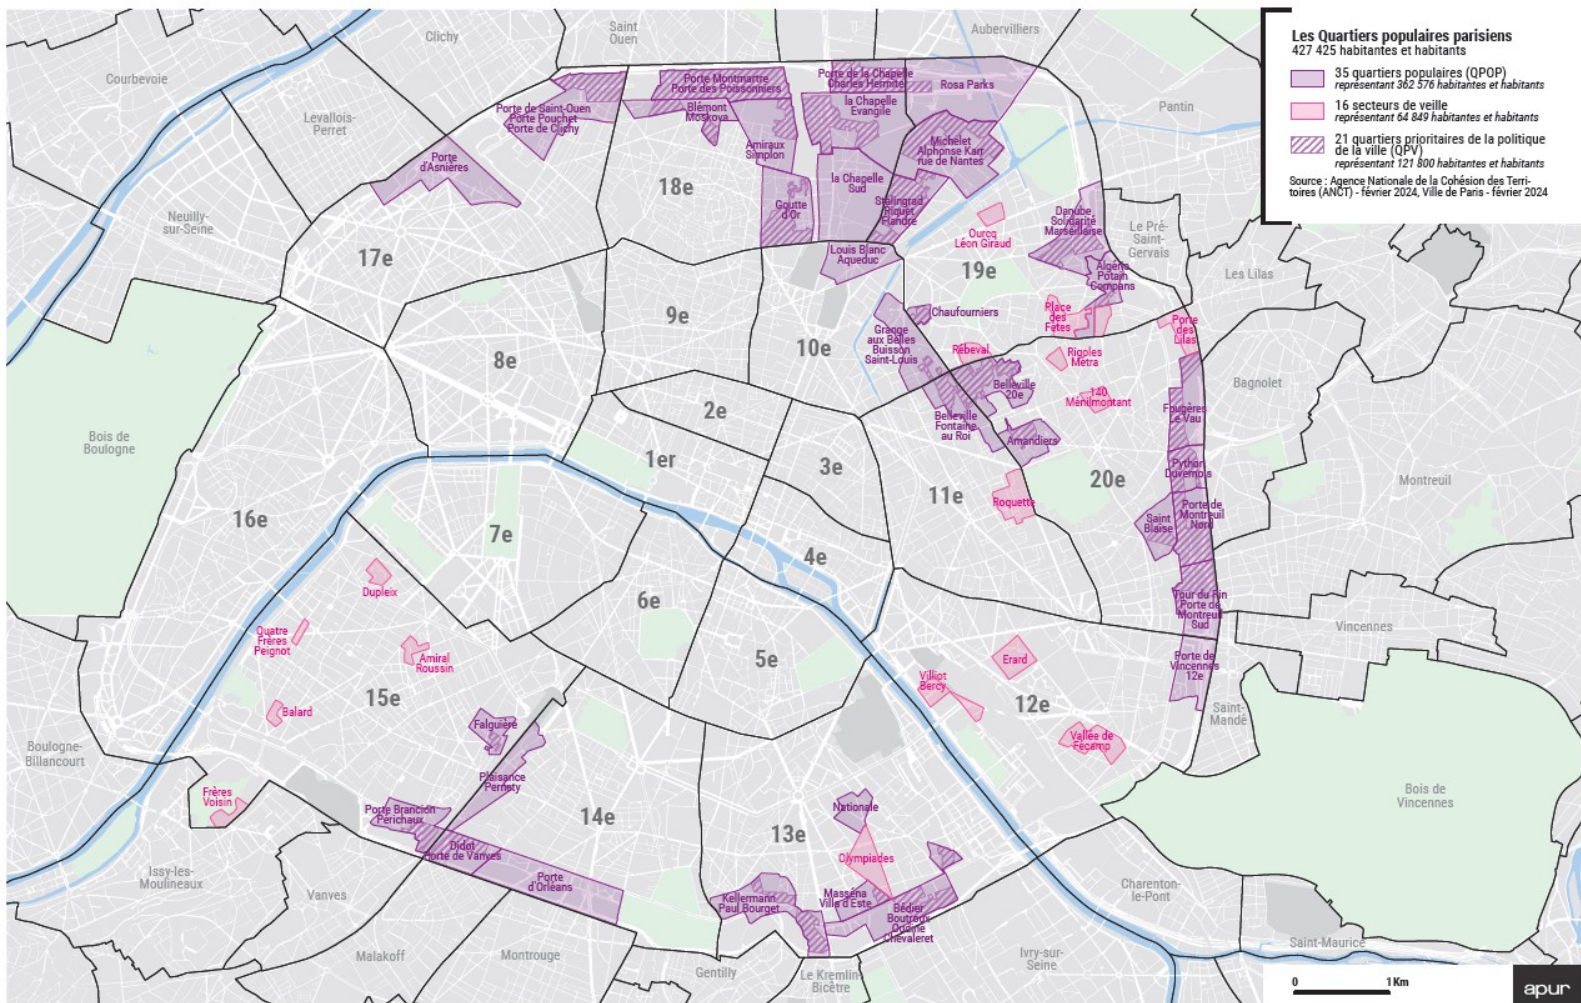 Les Quartiers populaires parisiens
427 425 habitantes et habitants
35 quartiers populaires (QPOP)
représentant 362 576 habitantes et habitants
16 secteurs de veille
représentant 64 849 habitantes et habitants
21 quartiers prioritaires de la politique
de la ville (QPV)
représentant 121 800 habitantes et habitants
Source : Agence Nationale de la Cohésion des Terri-
toires (ANCT) - février 2024, Ville de Paris - février 2024
Courbevoie
Clichy
Saint
Ouen
Aubervilliers
Levallois-
Perret
Pantin
Neuilly-
sur-Seine
Le Pré-
Saint-
Gervais
Les Lilas
Bagnolet
Montreuil
Bois de
Boulogne
Vincennes
Saint-
Mandé
Bois de
Vincennes
Boulogne-
Billancourt
Issy-les-
Moulineaux
Vanves
Malakoff
Montrouge
Gentilly
Le Kremlin-
Bicêtre
Ivry-sur-
Seine
Charenton-
le-Pont
Saint-Maurice
Porte
d'Asnières
Porte de Saint-Ouen
Porte Pouchet
Porte de Clichy
Porte Montmartre
Porte des Poissonniers
Blémont
Moskova
Amiraux
Simplon
Goutte
d'Or
Porte de la Chapelle
Charles Hermite
la Chapelle
Evangile
la Chapelle
Sud
Rosa Parks
Michelet
Alphonse Karr
rue de Nantes
Stalingrad
Riquet
Flandre
Louis Blanc
Aqueduc
Ourcq
Léon Giraud
Danube
Solidarité
Marseillaise
Algérie
Potain
Compans
Place
des
Fêtes
Porte
des
Lilas
Chaufourniers
Grange
aux Belles
Buisson
Saint-Louis
Rébeval
Rigoles
Métra
Belleville
20e
140
Ménilmontant
Belleville
Fontaine
au Roi
Amandiers
Fougères
Le Vau
Python
Duvernois
Roquette
Saint
Blaise
Porte de
Montreuil
Nord
Tour du Pin
Porte de
Montreuil
Sud
Porte de
Vincennes
12e
Erard
Villiot
Bercy
Vallée de
Fécamp
Dupleix
Quatre
Frères
Peignot
Amiral
Roussin
Balard
Falguière
Plaisance
Pernety
Frères
Voisin
Porte Brancion
Périchaux
Didot
Porte de Vanves
Porte
d'Orléans
Nationale
Olympiades
Kellermann
Paul Bourget
Masséna
Villa d'Este
Bédier
Boutroux
Oudiné
Chevaleret
17e
18e
19e
8e
9e
10e
2e
1er
3e
11e
20e
16e
7e
4e
6e
5e
15e
12e
14e
13e
0
1 Km
apur